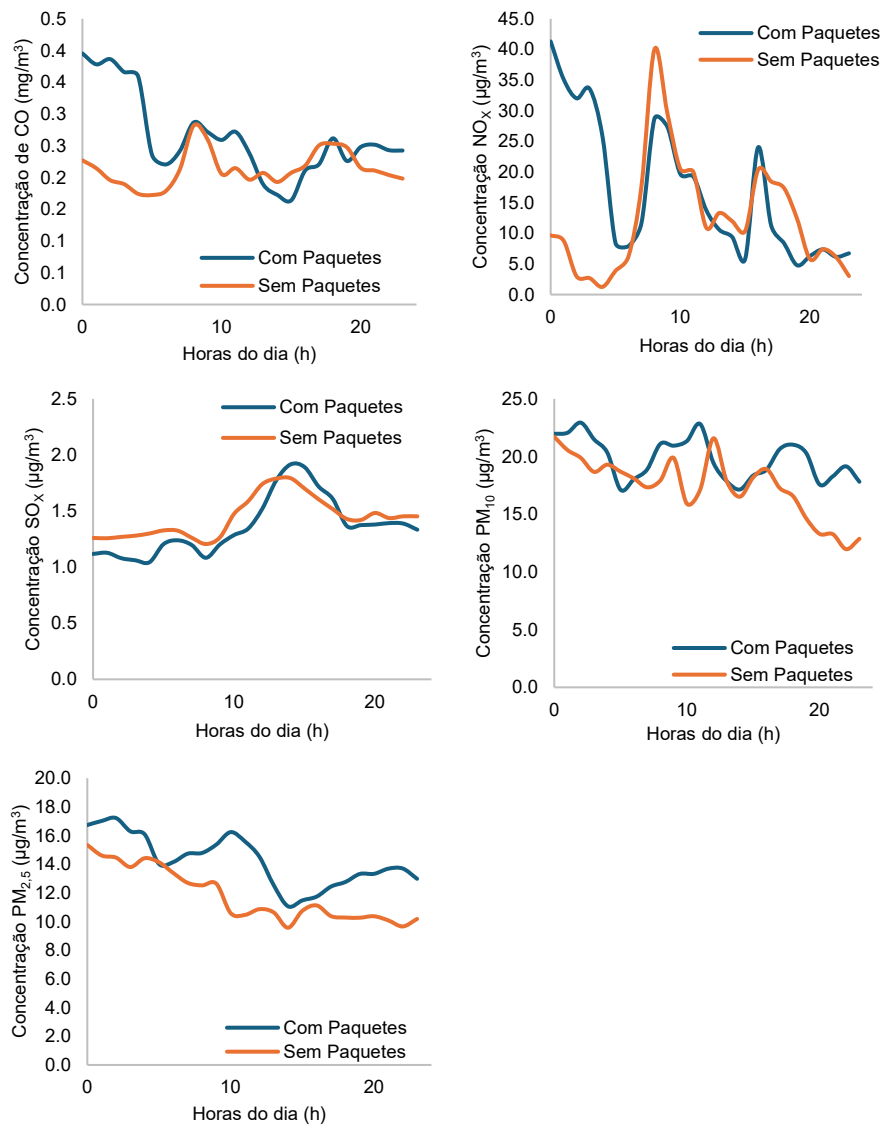 Concentração de CO (mg/m³)
0.5
0.4
0.4
0.3
0.3
0.2
0.2
0.1
0.1
0.0
Com Paquetes
Sem Paquetes
0 10 20
Horas do dia (h)
Concentração NOX (µg/m³)
45.0
40.0
35.0
30.0
25.0
20.0
15.0
10.0
5.0
0.0
Com Paquetes
Sem Paquetes
0 10 20
Horas do dia (h)
Concentração SOX (µg/m³)
2.5
2.0
1.5
1.0
0.5
0.0
Com Paquetes
Sem Paquetes
0 10 20
Horas do dia (h)
Concentração PM10 (µg/m³)
25.0
20.0
15.0
10.0
5.0
0.0
Com Paquetes
Sem Paquetes
0 10 20
Horas do dia (h)
Concentração PM2,5 (µg/m³)
20.0
18.0
16.0
14.0
12.0
10.0
8.0
6.0
4.0
2.0
0.0
Com Paquetes
Sem Paquetes
0 10 20
Horas do dia (h)